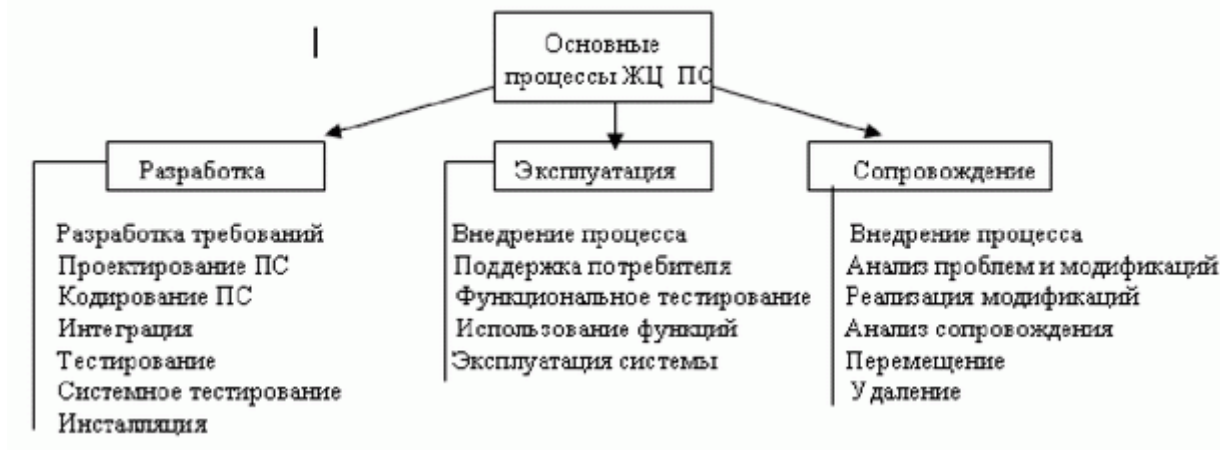 Основные
процессы ЖЦ ПС
Разработка
Эксплуатация
Сопровождение
Разработка требований
Проектирование ПС
Кодирование ПС
Интеграция
Тестирование
Системное тестирование
Инсталляция
Внедрение процесса
Поддержка потребителя
Функциональное тестирование
Использование функций
Эксплуатация системы
Внедрение процесса
Анализ проблем и модификаций
Реализация модификаций
Анализ сопровождения
Перемещение
Удаление